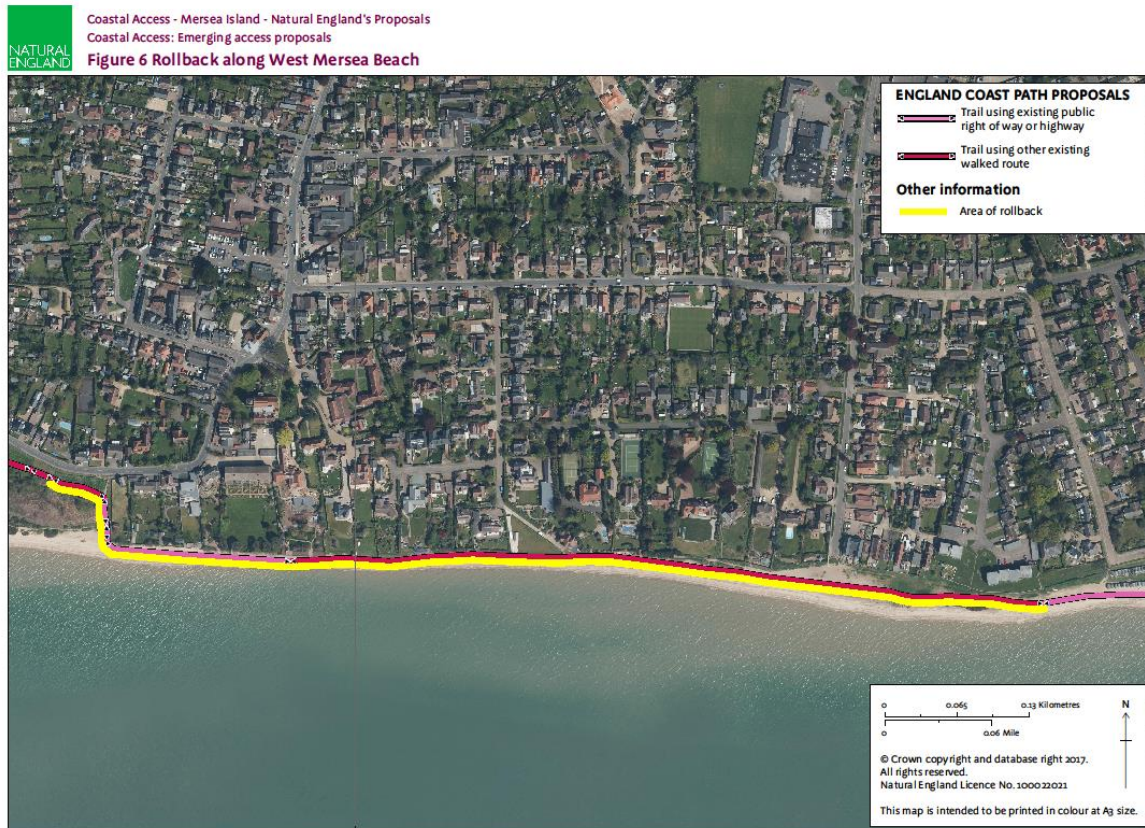 NATURAL
ENGLAND
Coastal Access - Mersea Island - Natural England's Proposals
Coastal Access: Emerging access proposals
Figure 6 Rollback along West Mersea Beach
ENGLAND COAST PATH PROPOSALS
Trail using existing public
right of way or highway
Trail using other existing
walked route
Other information
Area of rollback
0 0.065 0.13 Kilometres
0 0.06 Mile
N
© Crown copyright and database right 2017.
All rights reserved.
Natural England Licence No. 100022021
This map is intended to be printed in colour at A3 size.